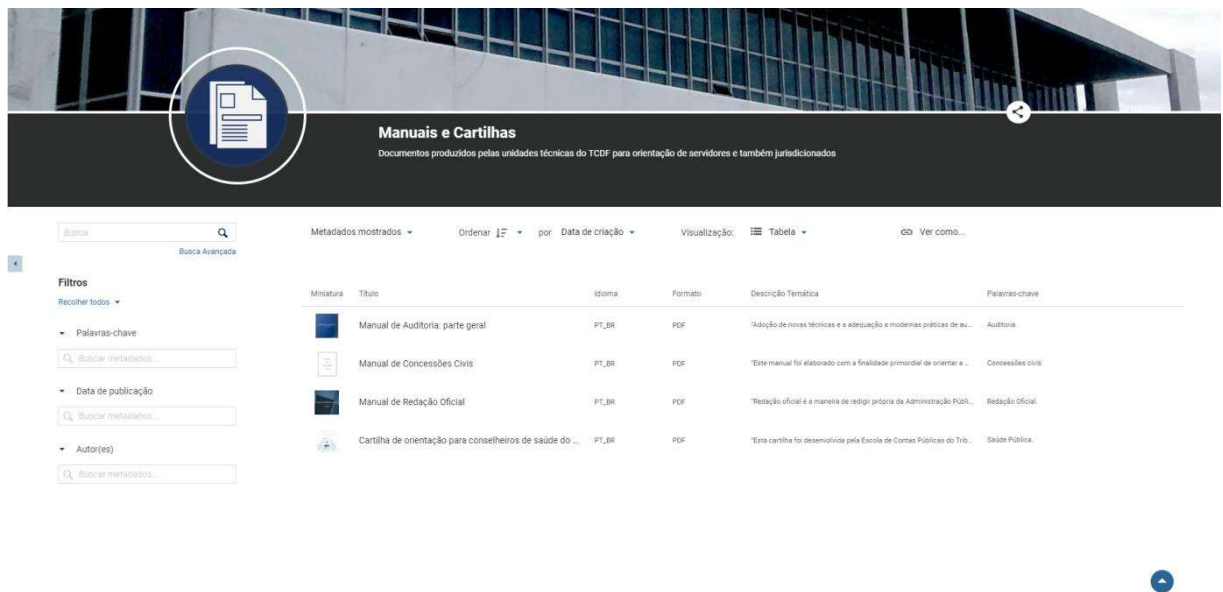 Manuais e Cartilhas
Documentos produzidos pelas unidades técnicas do TCDF para orientação de servidores e também jurisdicionados
Busca
Busca Avançada
Filtros
Recolher todos
Palavras-chave
Buscar metadados...
Data de publicação
Buscar metadados...
Autor(es)
Buscar metadados...
Metadados mostrados Ordenar por Data de criação Visualização: Tabela Ver como...
Miniatura Título Idioma Formato Descrição Temática Palavras-chave
Manual de Auditoria: parte geral PT_BR PDF "Adoção de novas técnicas e a adequação a modernas práticas de au... Auditoria.
Manual de Concessões Civis PT_BR PDF "Este manual foi elaborado com a finalidade primordial de orientar a ... Concessões civis.
Manual de Redação Oficial PT_BR PDF "Redação oficial é a maneira de redigir própria da Administração Públi... Redação Oficial.
Cartilha de orientação para conselheiros de saúde do ... PT_BR PDF "Esta cartilha foi desenvolvida pela Escola de Contas Públicas do Trib... Saúde Pública.